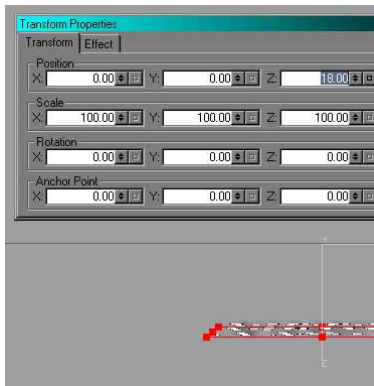 Transform Properties
Transform Effect
Position
X: 0.00 Y: 0.00 Z: 18.00
Scale
X: 100.00 Y: 100.00 Z: 100.00
Rotation
X: 0.00 Y: 0.00 Z: 0.00
Anchor Point
X: 0.00 Y: 0.00 Z: 0.00
Y